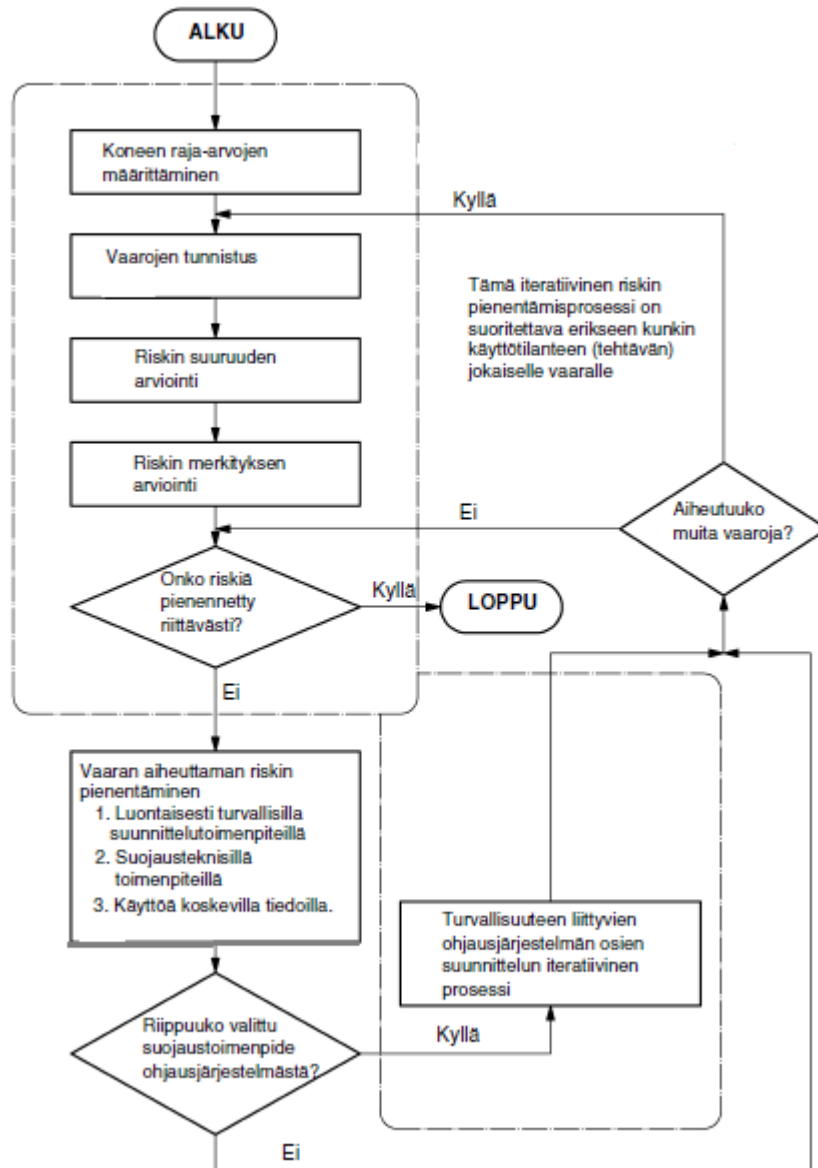 ALKU
Koneen raja-arvojen
määrittäminen
Kyllä
Vaarojen tunnistus
Tämä iteratiivinen riskin
pienentämisprosessi on
suoritettava erikseen kunkin
käyttötilanteen (tehtävän)
jokaiselle vaaralle
Riskin suuruuden
arviointi
Riskin merkityksen
arviointi
Ei
Aiheutuuko
muita vaaroja?
Onko riskiä
pienennetty
riittävästi?
Kyllä
LOPPU
Ei
Vaaran aiheuttaman riskin
pienentäminen
1. Luontaisesti turvallisilla
suunnittelutoimenpiteillä
2. Suojausteknisillä
toimenpiteillä
3. Käyttöä koskevilla tiedoilla.
Turvallisuuteen liittyvien
ohjausjärjestelmän osien
suunnittelun iteratiivinen
prosessi
Riippuuko valittu
suojaustoimenpide
ohjausjärjestelmästä?
Kyllä
Ei